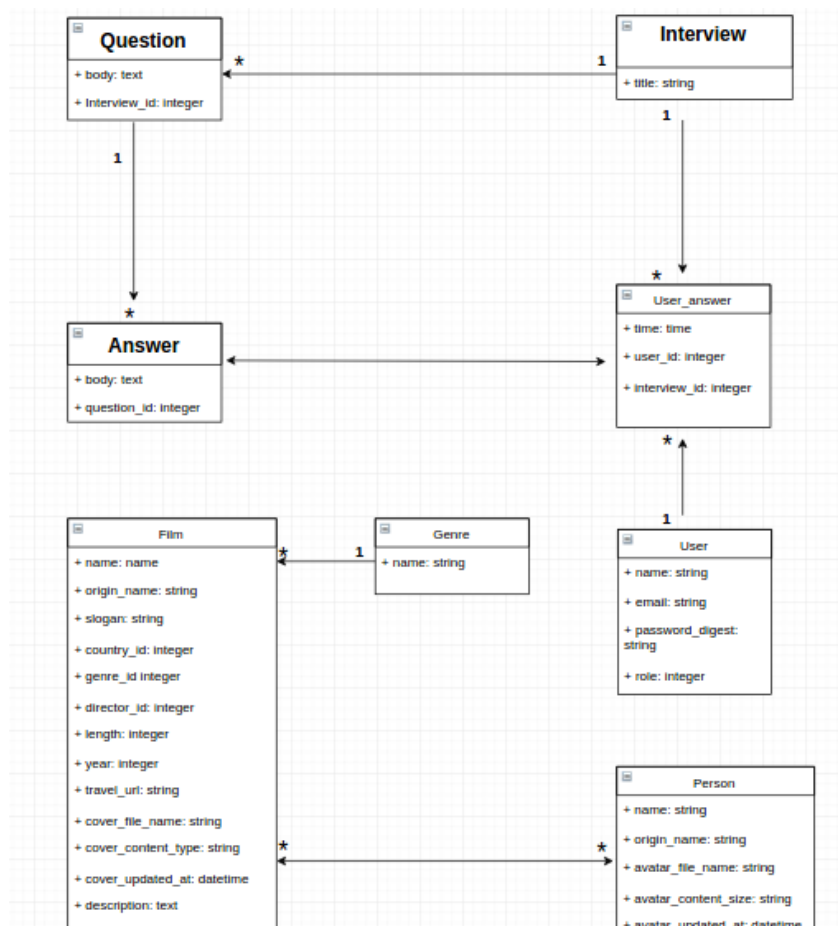 Question
+ body: text
+ Interview_id: integer
*
1
Interview
+ title: string
1
1
*
Answer
+ body: text
+ question_id: integer
*
User_answer
+ time: time
+ user_id: integer
+ interview_id: integer
*
1
User
+ name: string
+ email: string
+ password_digest:
string
+ role: integer
Film
+ name: name
+ origin_name: string
+ slogan: string
+ country_id: integer
+ genre_id integer
+ director_id: integer
+ length: integer
+ year: integer
+ travel_url: string
+ cover_file_name: string
+ cover_content_type: string
+ cover_updated_at: datetime
+ description: text
*
1
Genre
+ name: string
*
*
Person
+ name: string
+ origin_name: string
+ avatar_file_name: string
+ avatar_content_size: string
+ avatar_updated_at: datetime